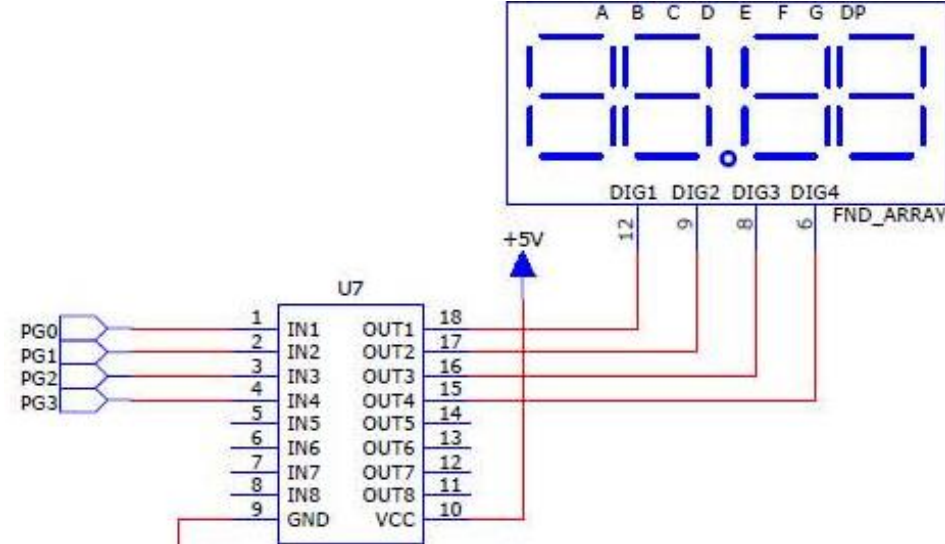 A B C D E F G DP
DIG1 DIG2 DIG3 DIG4
12 9 8 6
FND_ARRAY
+5V
U7
PG0 1 IN1 OUT1 18
PG1 2 IN2 OUT2 17
PG2 3 IN3 OUT3 16
PG3 4 IN4 OUT4 15
5 IN5 OUT5 14
6 IN6 OUT6 13
7 IN7 OUT7 12
8 IN8 OUT8 11
9 GND VCC 10